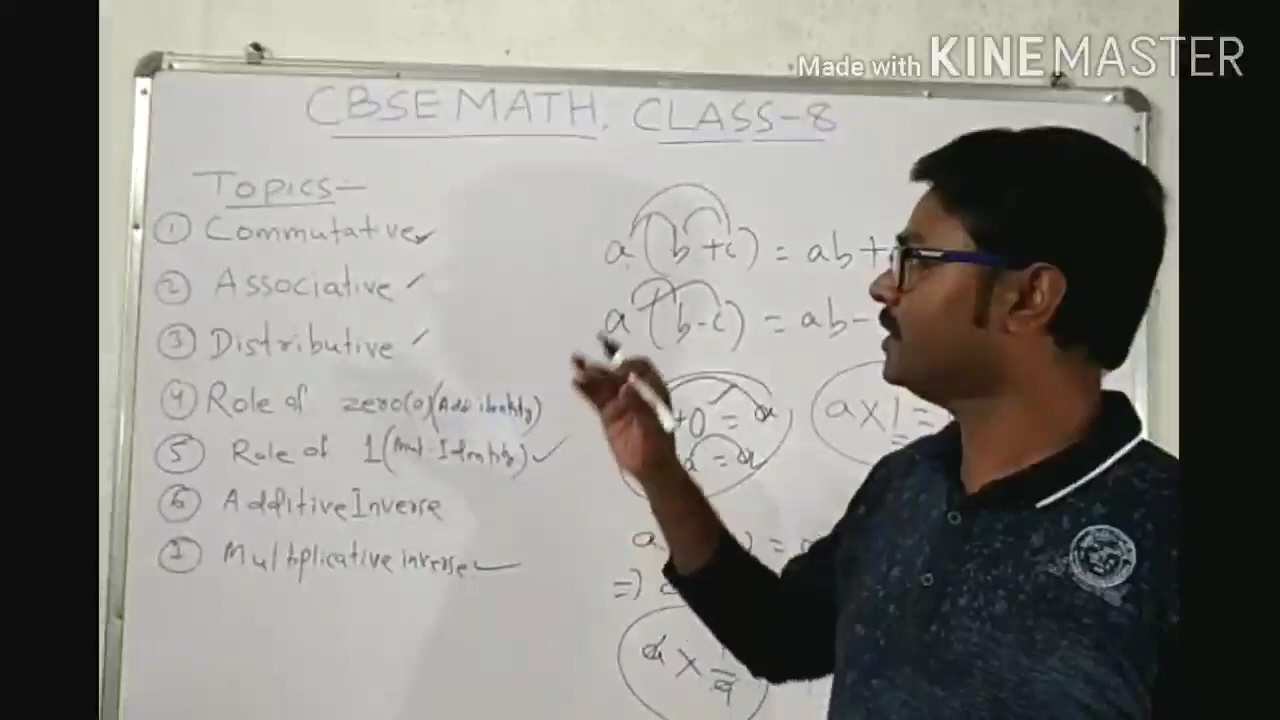 Made with KINEMASTER
CBSE MATH. CLASS-8
Topics-
① Commutative
② Associative
③ Distributive
④ Role of zero(0)(Add identity)
⑤ Role of 1(Mul-Identity)
⑥ Additive Inverse
⑦ Multiplicative inverse
a(b+c) = ab+
a(b-c) = ab-
+0 = a
a = a
a×1=
a
=)
a × 1/a